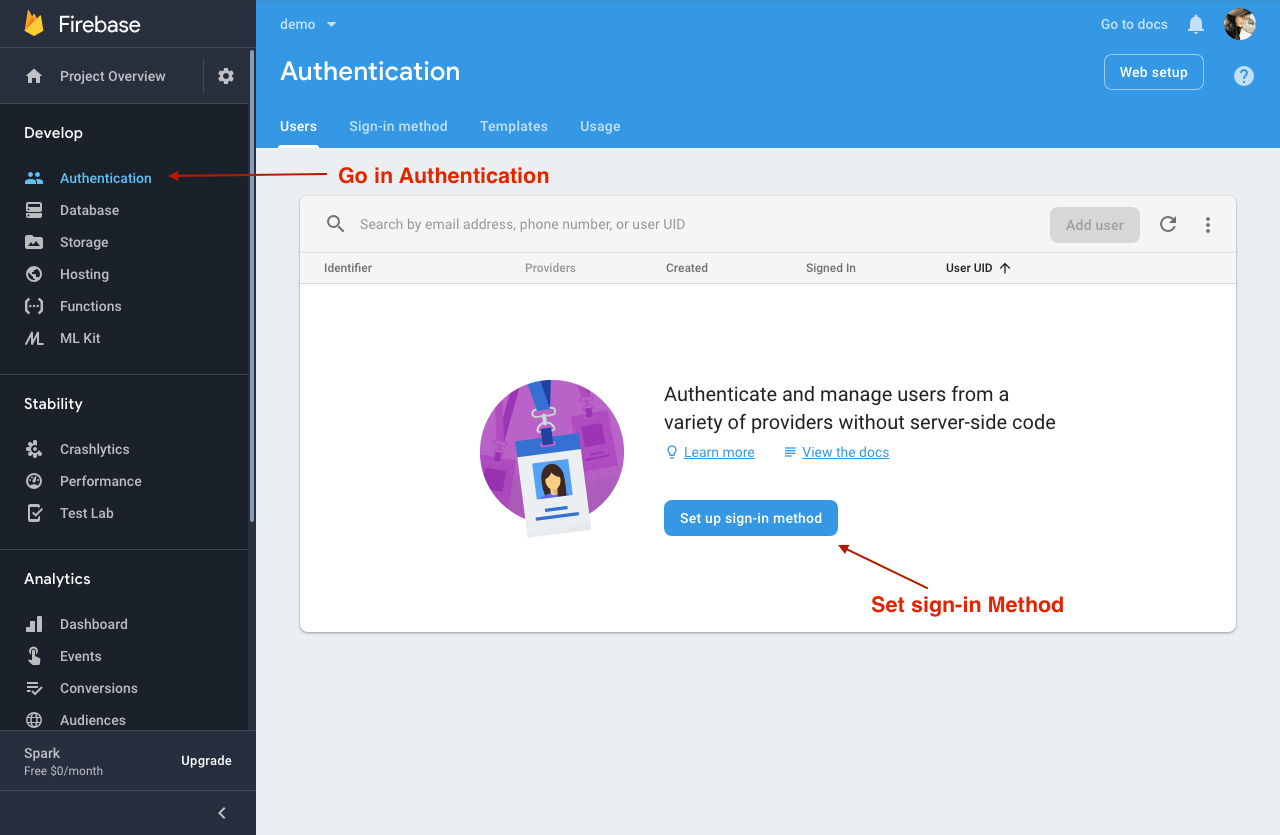 Firebase
Project Overview
Develop
Authentication
Database
Storage
Hosting
Functions
ML Kit
Stability
Crashlytics
Performance
Test Lab
Analytics
Dashboard
Events
Conversions
Audiences
Spark
Free $0/month
Upgrade
demo
Go to docs
Authentication
Web setup
?
Users Sign-in method Templates Usage
Go in Authentication
Search by email address, phone number, or user UID
Add user
Identifier Providers Created Signed In User UID
Authenticate and manage users from a
variety of providers without server-side code
Learn more View the docs
Set up sign-in method
Set sign-in Method